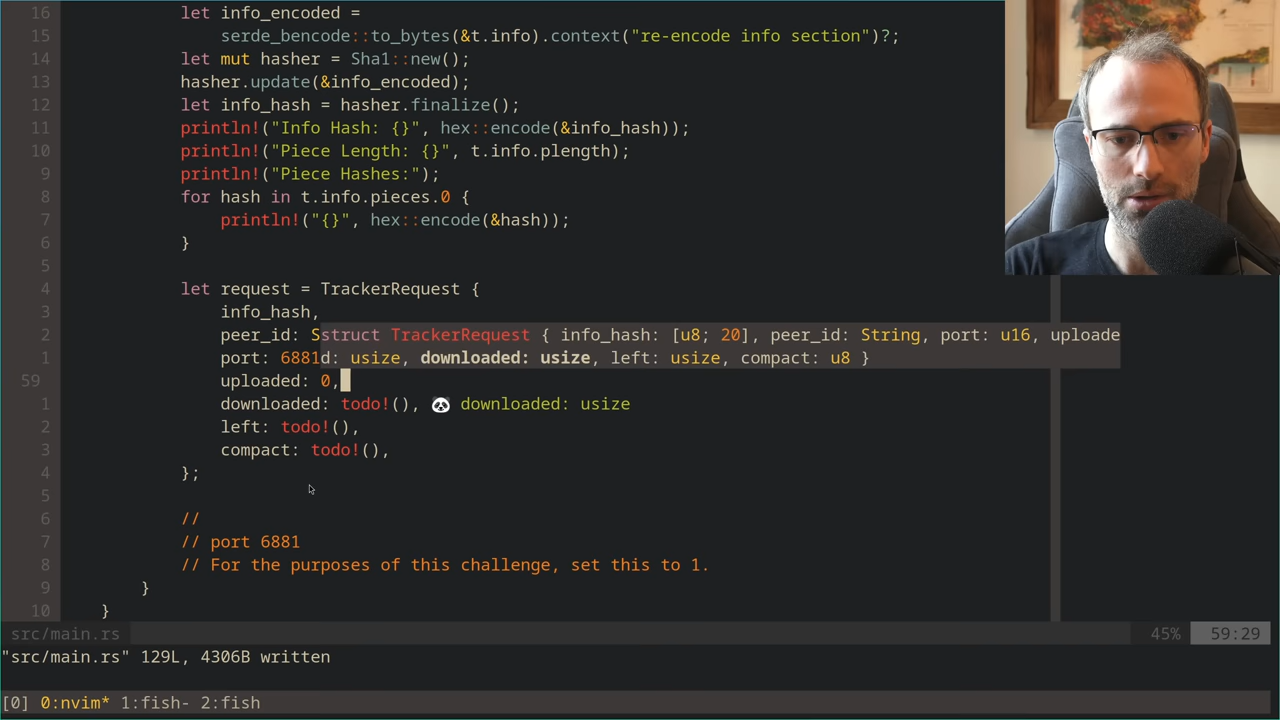 16 let info_encoded =
15 serde_bencode::to_bytes(&t.info).context("re-encode info section")?;
14 let mut hasher = Sha1::new();
13 hasher.update(&info_encoded);
12 let info_hash = hasher.finalize();
11 println!("Info Hash: {}", hex::encode(&info_hash));
10 println!("Piece Length: {}", t.info.plength);
9 println!("Piece Hashes:");
8 for hash in t.info.pieces.0 {
7 println!("{}", hex::encode(&hash));
6 }
5
4 let request = TrackerRequest {
3 info_hash,
2 peer_id: Sstruct TrackerRequest { info_hash: [u8; 20], peer_id: String, port: u16, uploade
1 port: 6881d: usize, downloaded: usize, left: usize, compact: u8 }
59 uploaded: 0,
1 downloaded: todo!(), 🐼 downloaded: usize
2 left: todo!(),
3 compact: todo!(),
4 };
5
6 //
7 // port 6881
8 // For the purposes of this challenge, set this to 1.
9 }
10 }
src/main.rs 45% 59:29
"src/main.rs" 129L, 4306B written
[0] 0:nvim* 1:fish- 2:fish